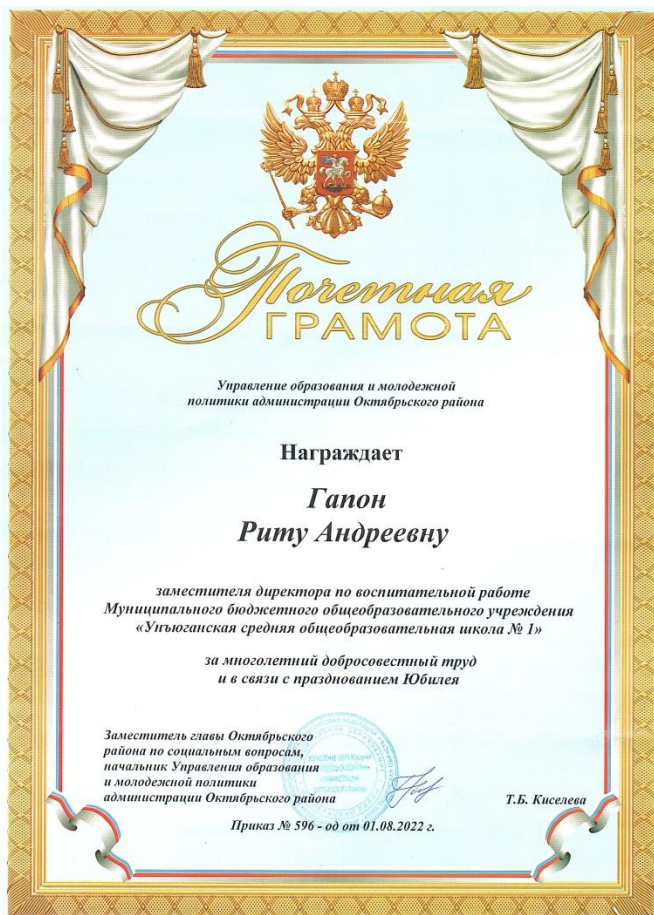 Почетная
ГРАМОТА
Управление образования и молодежной
политики администрации Октябрьского района
Награждает
Гапон
Риту Андреевну
заместителя директора по воспитательной работе
Муниципального бюджетного общеобразовательного учреждения
«Унъюганская средняя общеобразовательная школа № 1»
за многолетний добросовестный труд
и в связи с празднованием Юбилея
Заместитель главы Октябрьского
района по социальным вопросам,
начальник Управления образования
и молодежной политики
администрации Октябрьского района
Т.Б. Киселева
Приказ № 596 - од от 01.08.2022 г.